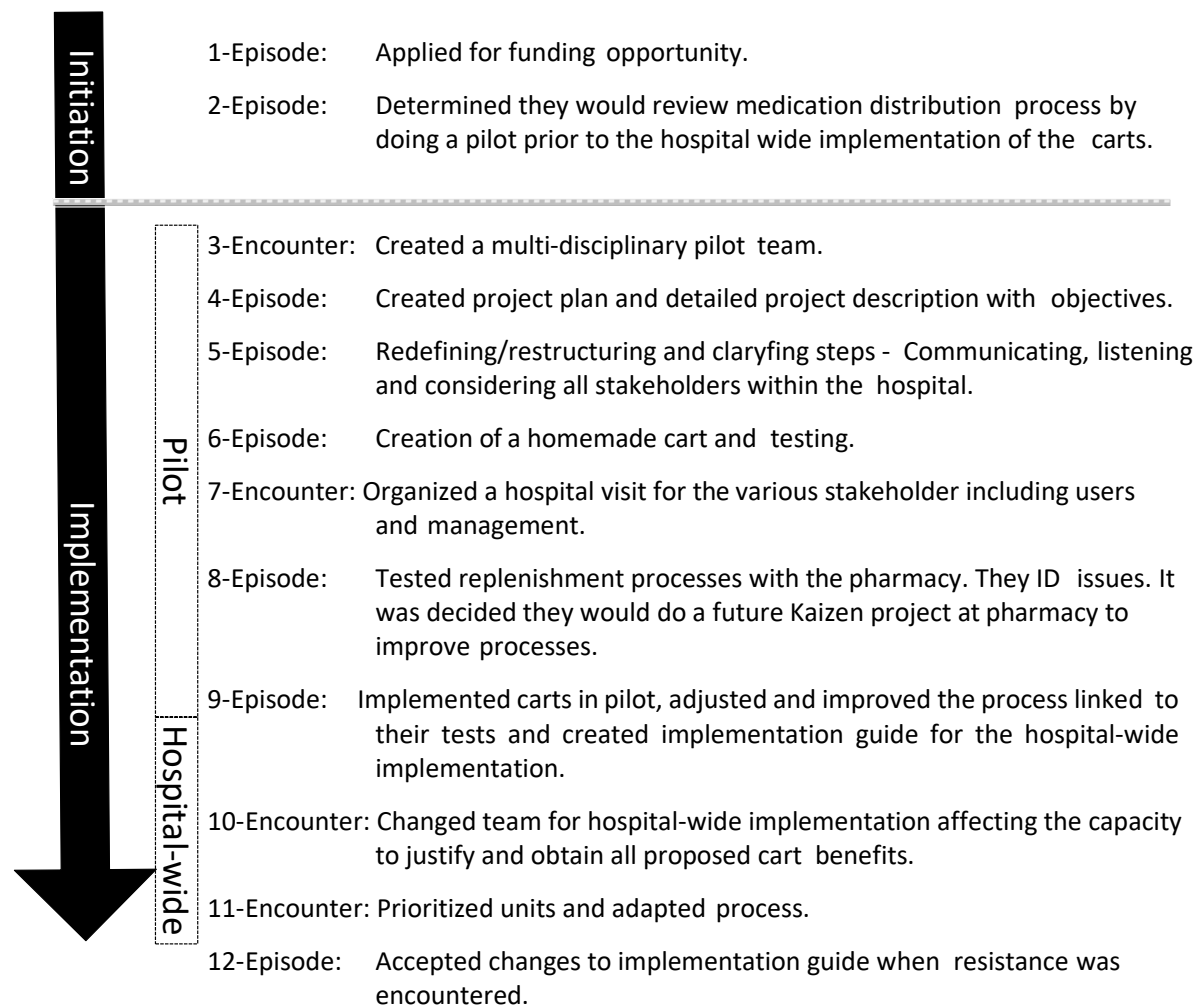 Initiation
1-Episode: Applied for funding opportunity.
2-Episode: Determined they would review medication distribution process by
doing a pilot prior to the hospital wide implementation of the carts.
Implementation
Pilot
3-Encounter: Created a multi-disciplinary pilot team.
4-Episode: Created project plan and detailed project description with objectives.
5-Episode: Redefining/restructuring and claryfing steps - Communicating, listening
and considering all stakeholders within the hospital.
6-Episode: Creation of a homemade cart and testing.
7-Encounter: Organized a hospital visit for the various stakeholder including users
and management.
8-Episode: Tested replenishment processes with the pharmacy. They ID issues. It
was decided they would do a future Kaizen project at pharmacy to
improve processes.
9-Episode: Implemented carts in pilot, adjusted and improved the process linked to
their tests and created implementation guide for the hospital-wide
implementation.
Hospital-wide
10-Encounter: Changed team for hospital-wide implementation affecting the capacity
to justify and obtain all proposed cart benefits.
11-Encounter: Prioritized units and adapted process.
12-Episode: Accepted changes to implementation guide when resistance was
encountered.